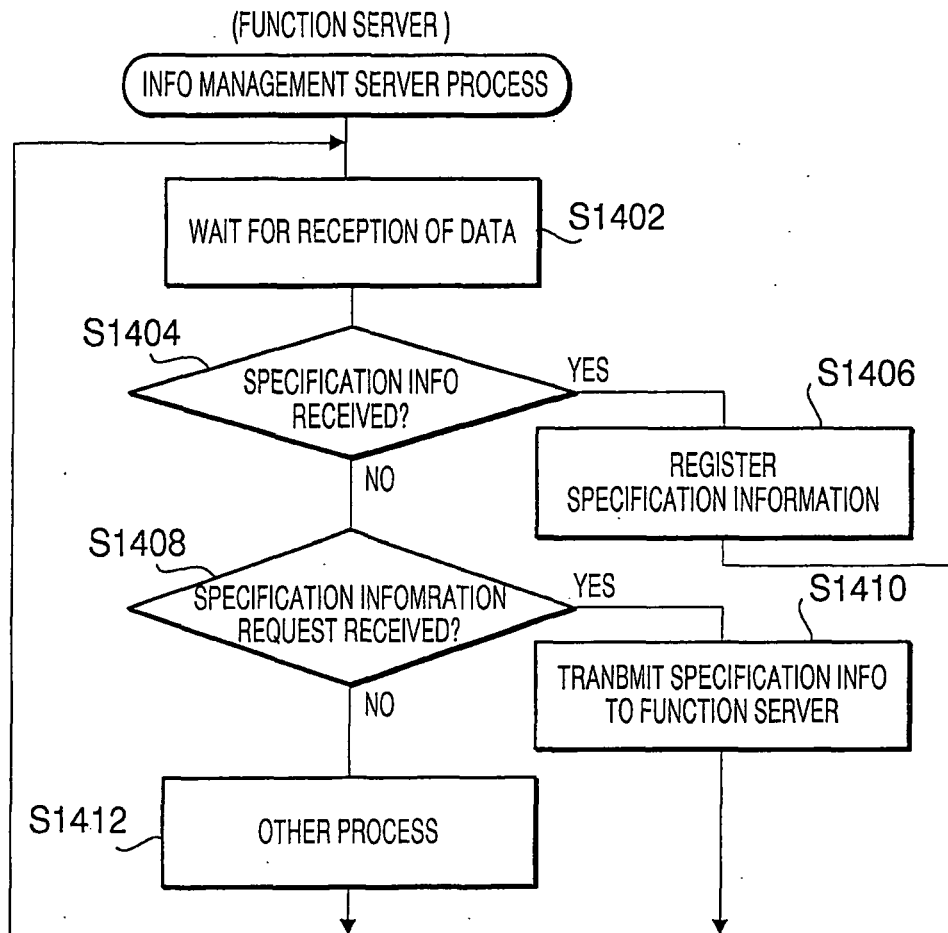 (FUNCTION SERVER )
INFO MANAGEMENT SERVER PROCESS
WAIT FOR RECEPTION OF DATA
S1402
S1404
SPECIFICATION INFO
RECEIVED?
YES
S1406
REGISTER
SPECIFICATION INFORMATION
NO
S1408
SPECIFICATION INFOMRATION
REQUEST RECEIVED?
YES
S1410
TRANBMIT SPECIFICATION INFO
TO FUNCTION SERVER
NO
S1412
OTHER PROCESS